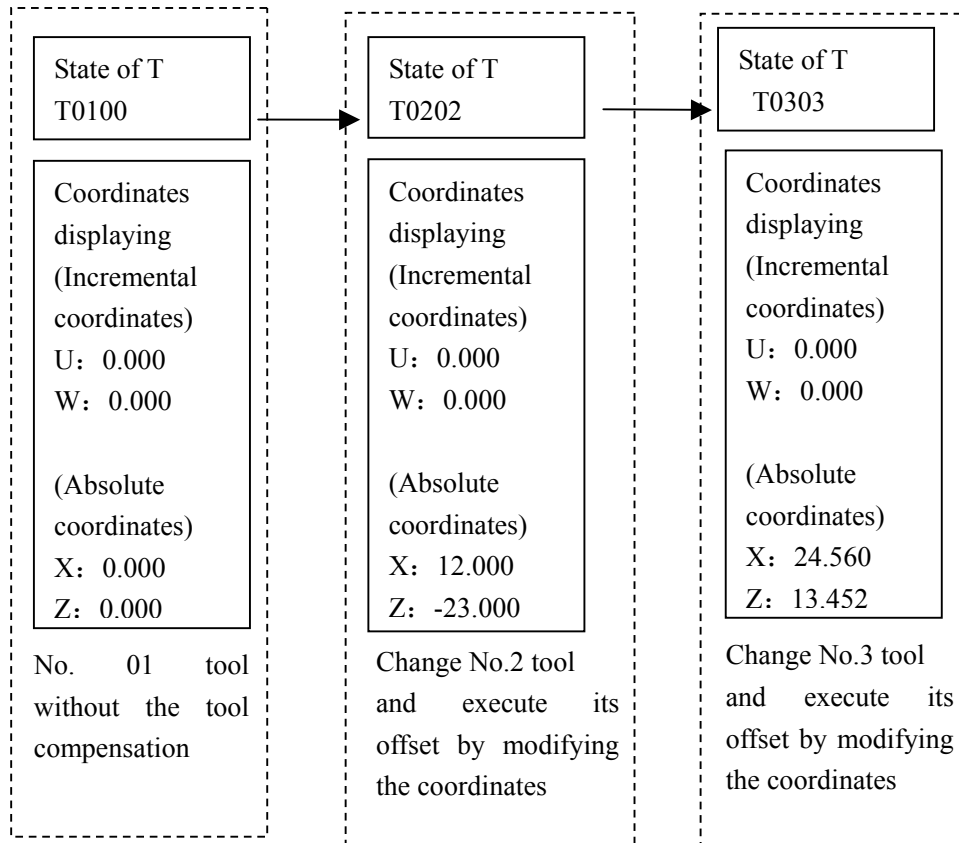 State of T
T0100
Coordinates
displaying
(Incremental
coordinates)
U：0.000
W：0.000
(Absolute
coordinates)
X：0.000
Z：0.000
No. 01 tool
without the tool
compensation
State of T
T0202
Coordinates
displaying
(Incremental
coordinates)
U：0.000
W：0.000
(Absolute
coordinates)
X：12.000
Z：-23.000
Change No.2 tool
and execute its
offset by modifying
the coordinates
State of T
T0303
Coordinates
displaying
(Incremental
coordinates)
U：0.000
W：0.000
(Absolute
coordinates)
X：24.560
Z：13.452
Change No.3 tool
and execute its
offset by modifying
the coordinates